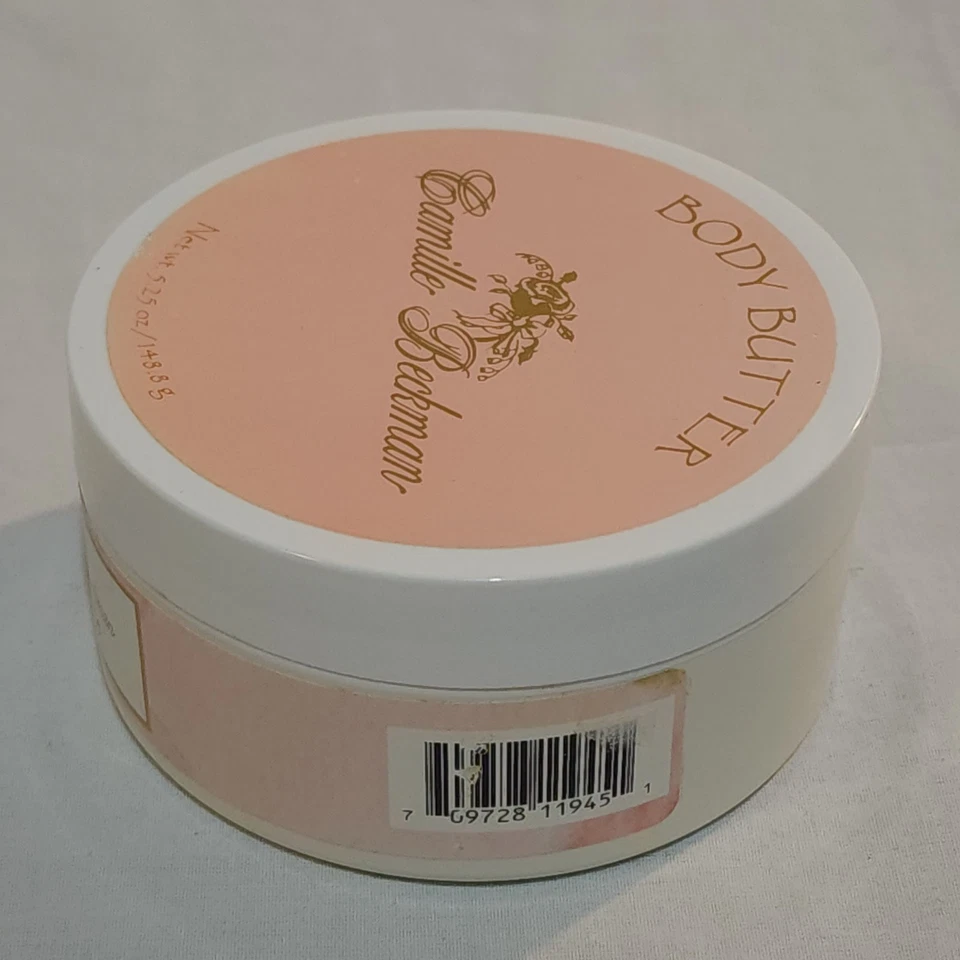 BODY BUTTER
Camille Beckman
Net wt. 5.25 oz/148.8 g
7 09728 11945 1